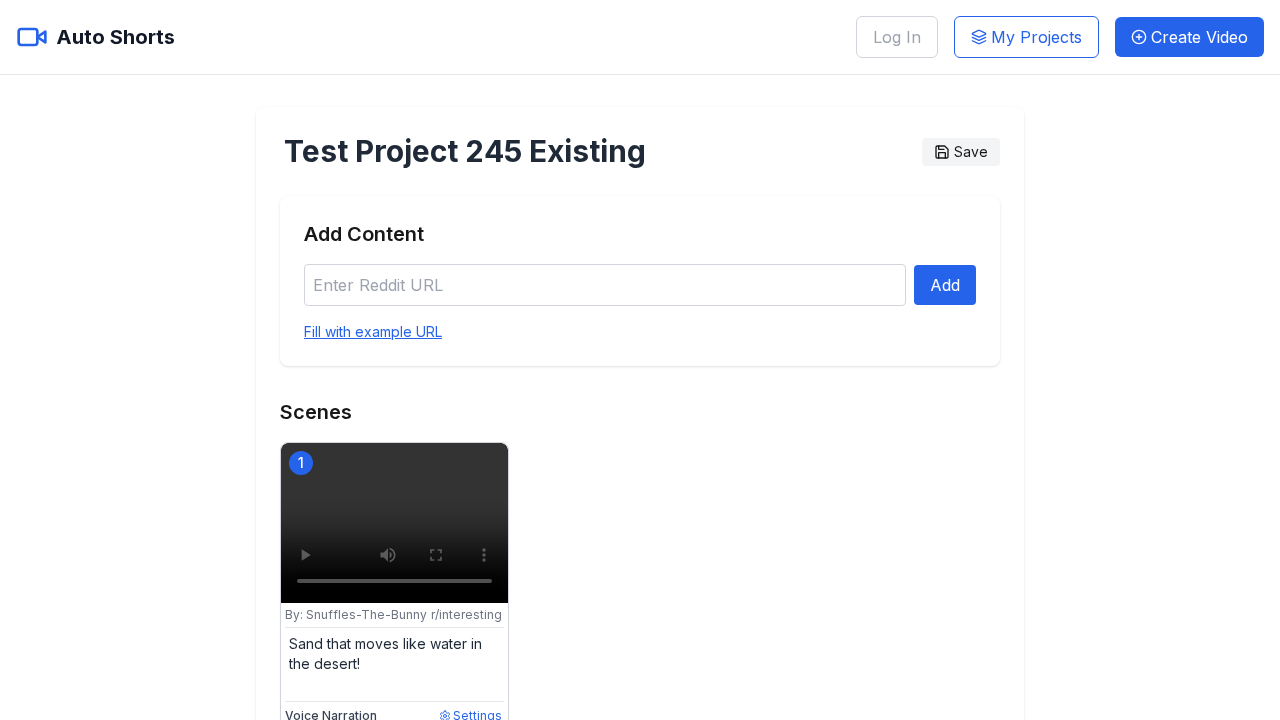 Auto Shorts
Log In
My Projects
Create Video
Test Project 245 Existing
Save
Add Content
Enter Reddit URL
Add
Fill with example URL
Scenes
1
By: Snuffles-The-Bunny r/interesting
Sand that moves like water in
the desert!
Voice Narration
Settings